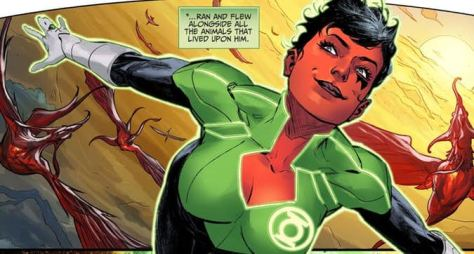 "...RAN AND FLEW
ALONGSIDE ALL
THE ANIMALS THAT
LIVED UPON HIM.